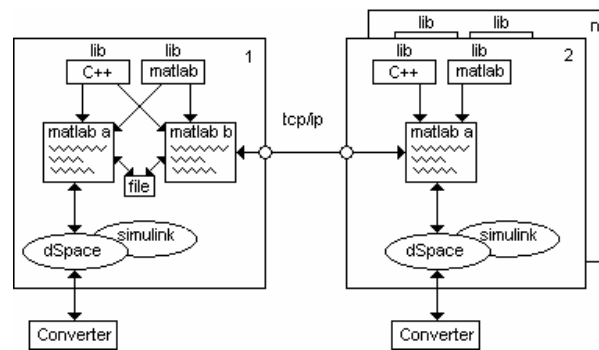 lib lib n
lib lib 1 lib lib 2
C++ matlab C++ matlab
tcp/ip
matlab a matlab b matlab a
file
simulink simulink
dSpace dSpace
Converter Converter